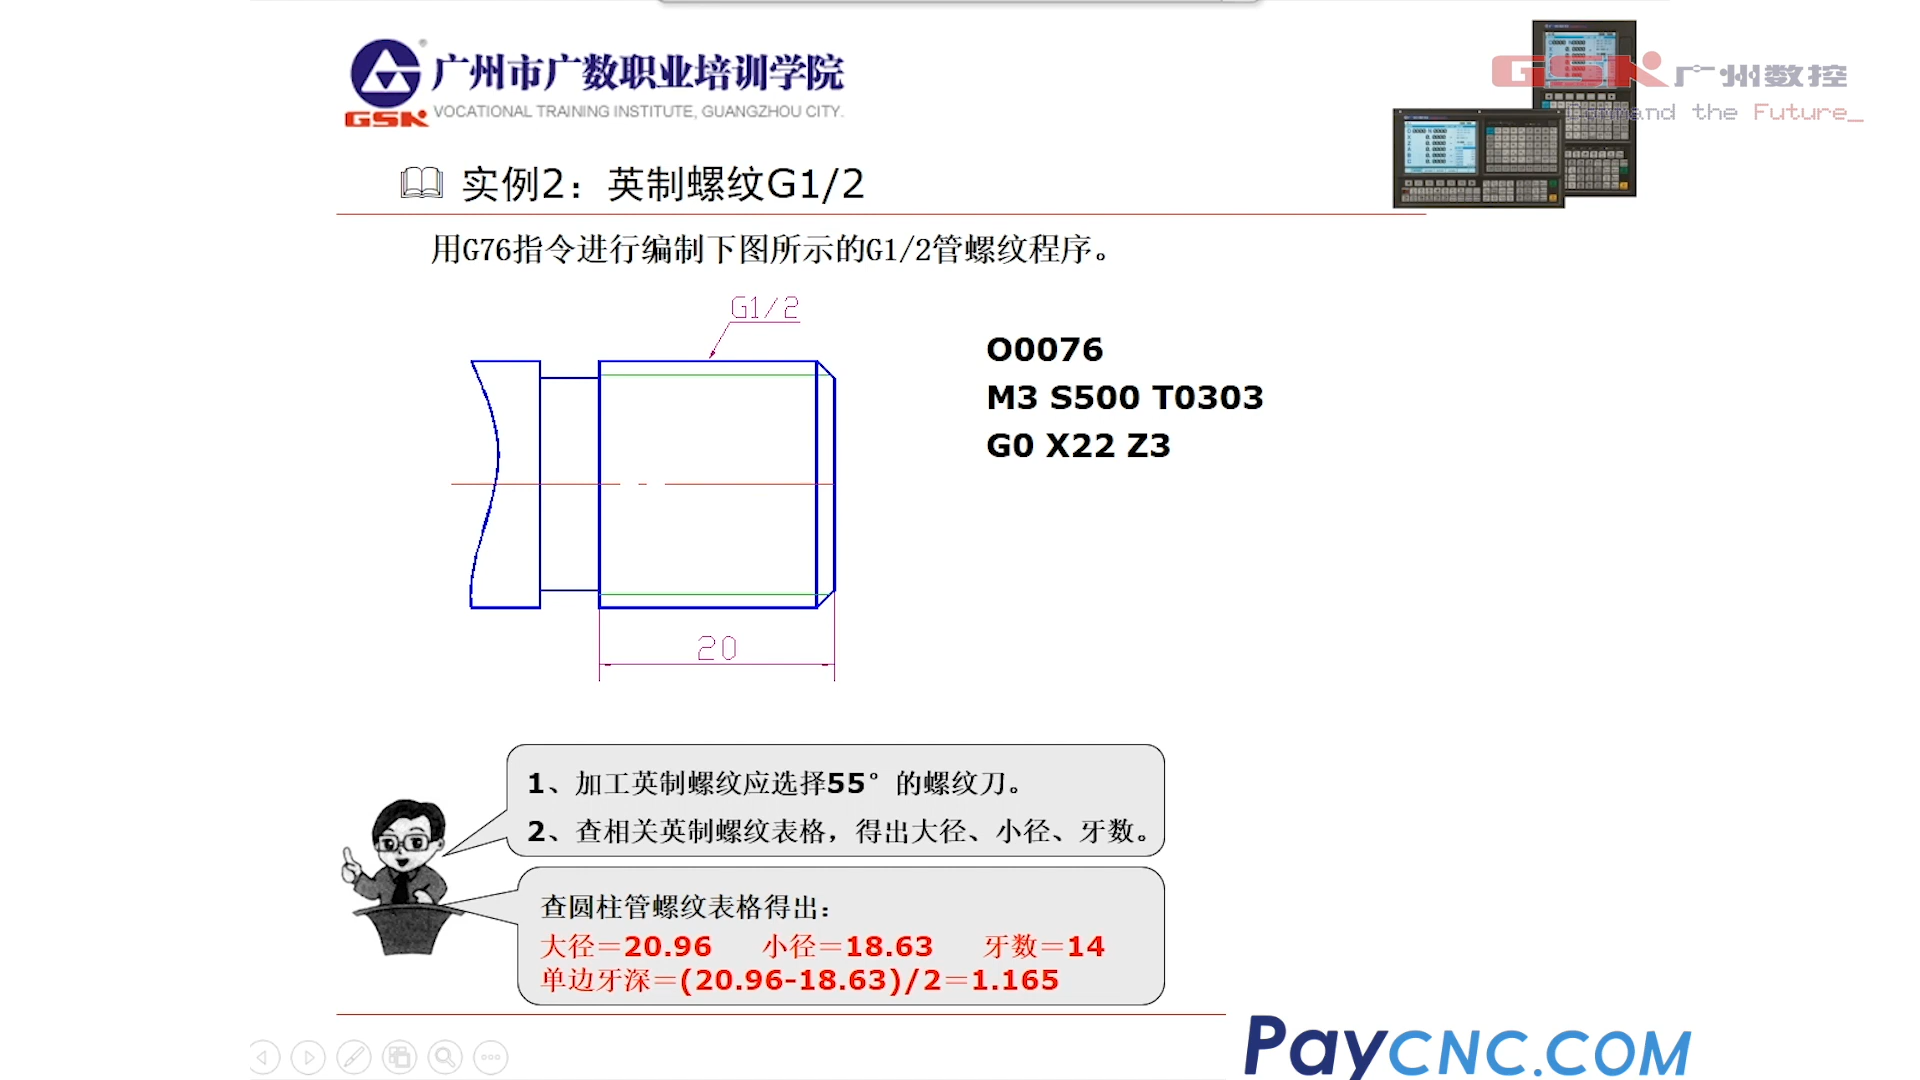 广州市广数职业培训学院
GSK VOCATIONAL TRAINING INSTITUTE, GUANGZHOU CITY.
GSK 广州数控
Command the Future_
实例2：英制螺纹G1/2
用G76指令进行编制下图所示的G1/2管螺纹程序。
G1/2
O0076
M3 S500 T0303
G0 X22 Z3
20
1、加工英制螺纹应选择55°的螺纹刀。
2、查相关英制螺纹表格，得出大径、小径、牙数。
查圆柱管螺纹表格得出：
大径＝20.96 小径＝18.63 牙数＝14
单边牙深＝(20.96-18.63)/2＝1.165
PayCNC.COM